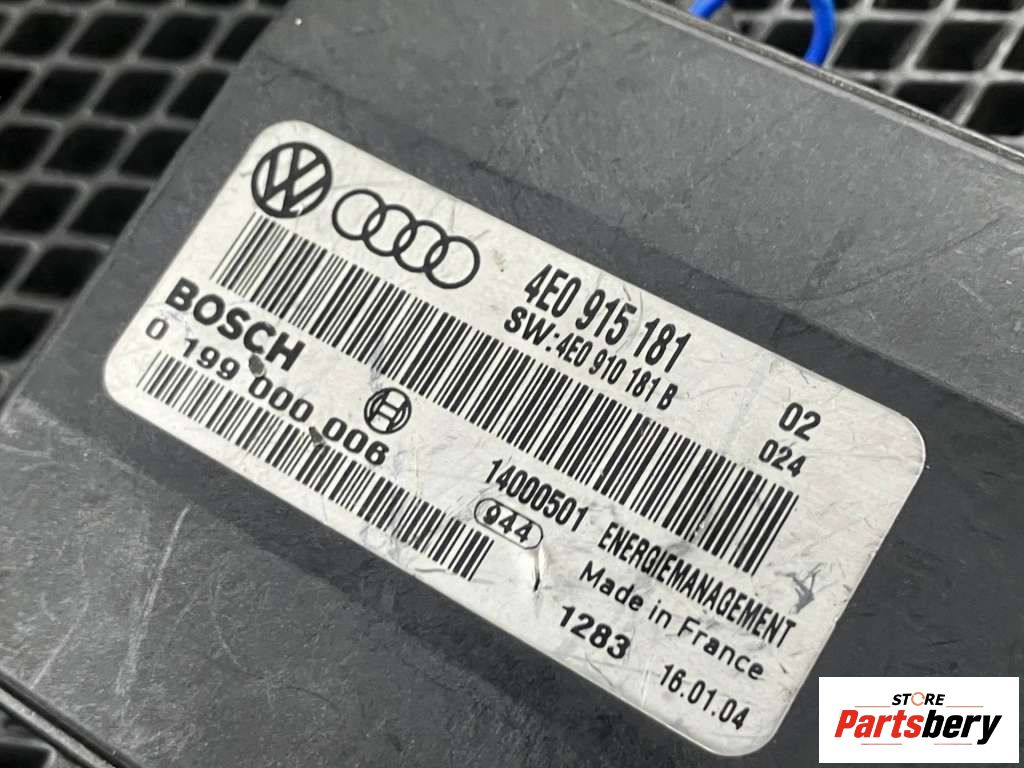 4E0 915 181
SW: 4E0 910 181 B
02
024
BOSCH
0 199 000 006
14000501 ENERGIEMANAGEMENT
944
Made in France
1283
16.01.04
STORE
Partsbery